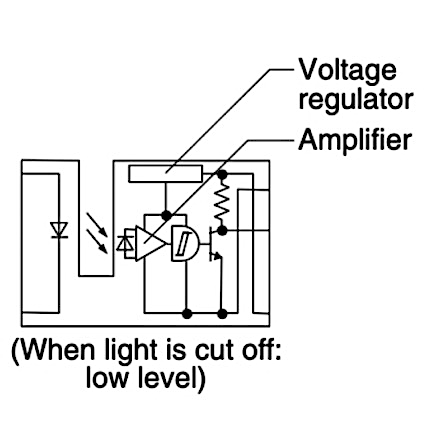 Voltage
regulator
Amplifier
(When light is cut off:
low level)